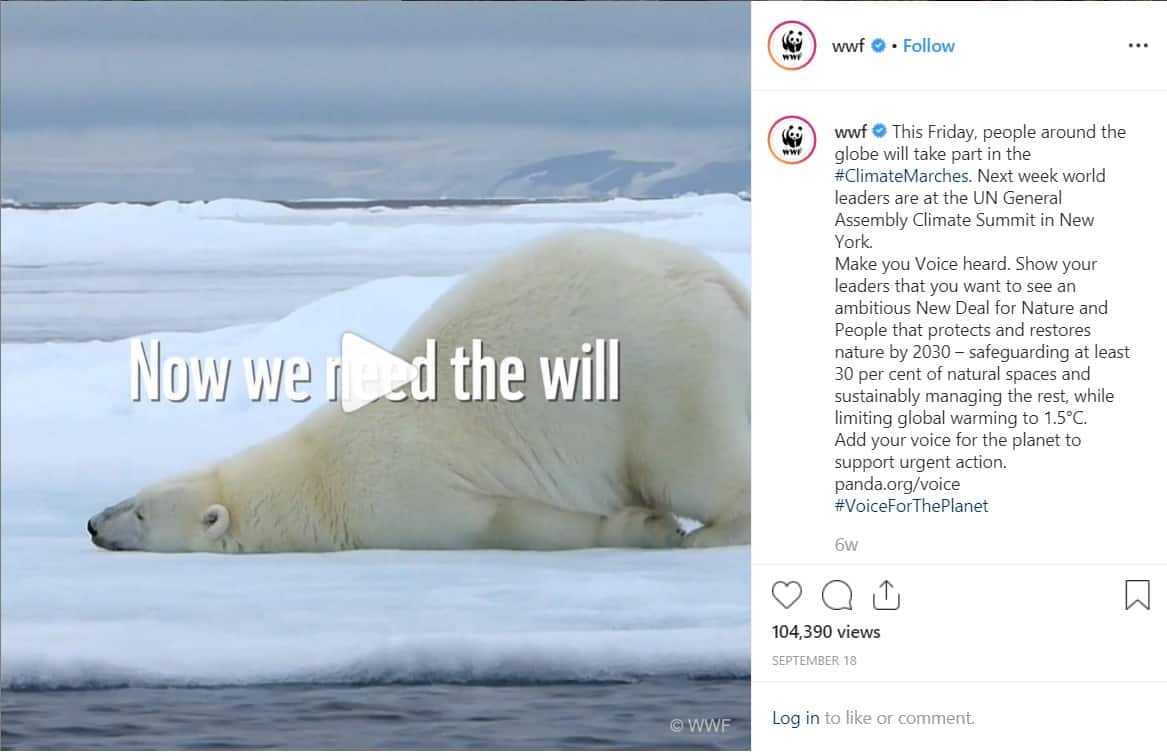 Now we need the will
© WWF
WWF
wwf • Follow
WWF
wwf This Friday, people around the
globe will take part in the
#ClimateMarches. Next week world
leaders are at the UN General
Assembly Climate Summit in New
York.
Make you Voice heard. Show your
leaders that you want to see an
ambitious New Deal for Nature and
People that protects and restores
nature by 2030 – safeguarding at least
30 per cent of natural spaces and
sustainably managing the rest, while
limiting global warming to 1.5°C.
Add your voice for the planet to
support urgent action.
panda.org/voice
#VoiceForThePlanet
6w
104,390 views
SEPTEMBER 18
Log in to like or comment.